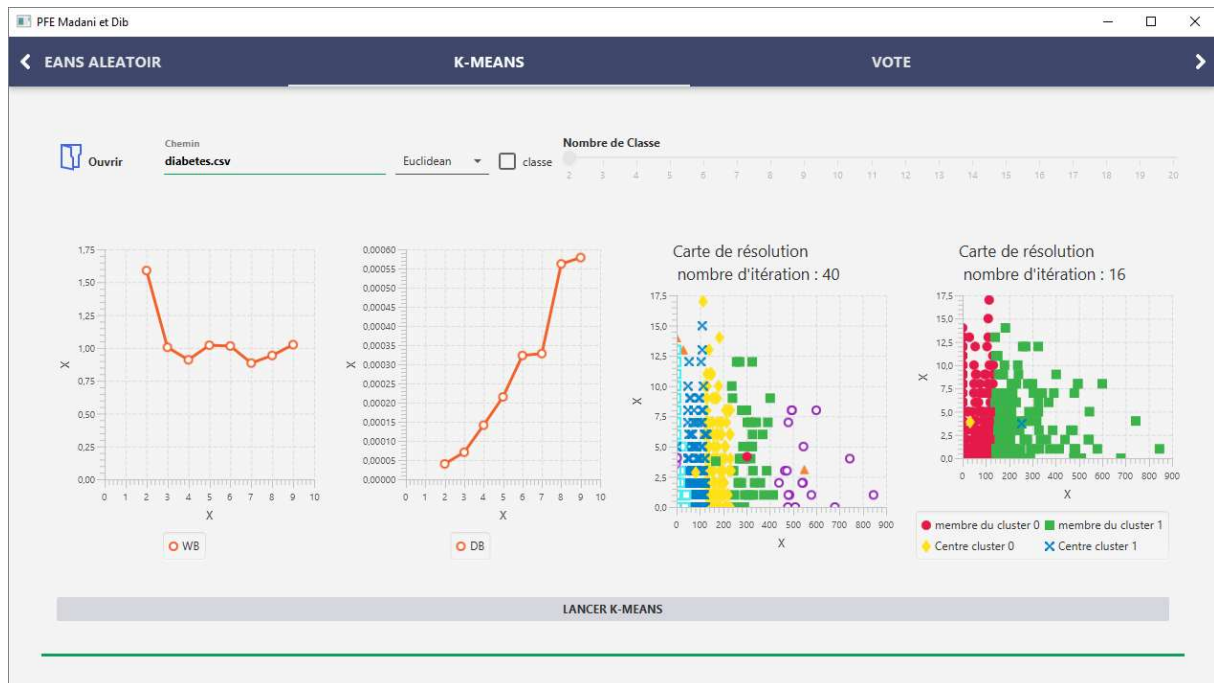 PFE Madani et Dib
EANS ALEATOIR K-MEANS VOTE
Chemin
Nombre de Classe
Ouvrir diabetes.csv Euclidean classe
2 3 4 5 6 7 8 9 10 11 12 13 14 15 16 17 18 19 20
1,75
1,50
1,25
1,00
0,75
0,50
0,25
0,00
X
0 1 2 3 4 5 6 7 8 9 10
X
WB
0,00060
0,00055
0,00050
0,00045
0,00040
0,00035
0,00030
0,00025
0,00020
0,00015
0,00010
0,00005
0,00000
X
0 1 2 3 4 5 6 7 8 9 10
X
DB
Carte de résolution
nombre d'itération : 40
17,5
15,0
12,5
10,0
7,5
5,0
2,5
0,0
X
0 100 200 300 400 500 600 700 800 900
X
Carte de résolution
nombre d'itération : 16
17,5
15,0
12,5
10,0
7,5
5,0
2,5
0,0
X
0 100 200 300 400 500 600 700 800 900
X
membre du cluster 0 membre du cluster 1
Centre cluster 0 Centre cluster 1
LANCER K-MEANS